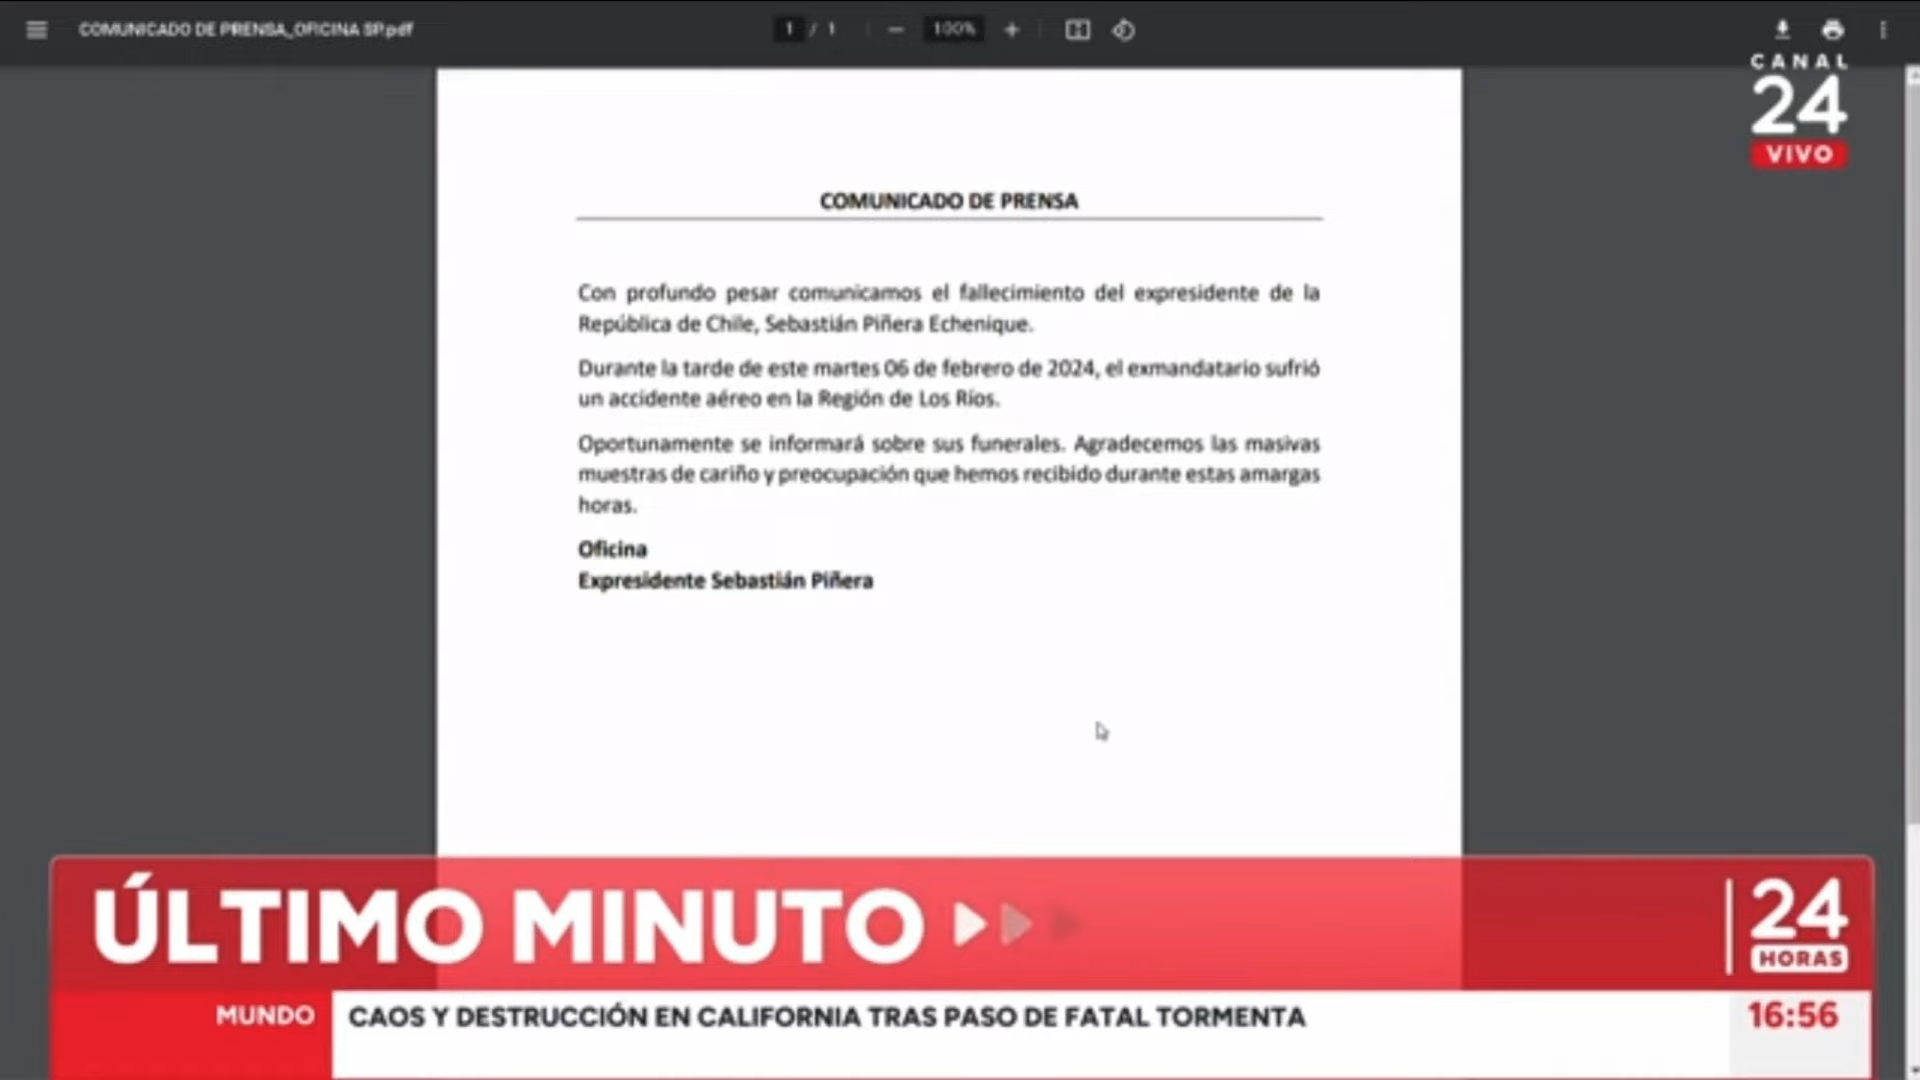 COMUNICADO DE PRENSA_OFICINA SP.pdf
1 / 1
100%
CANAL
24
VIVO
COMUNICADO DE PRENSA
Con profundo pesar comunicamos el fallecimiento del expresidente de la
República de Chile, Sebastián Piñera Echenique.
Durante la tarde de este martes 06 de febrero de 2024, el exmandatario sufrió
un accidente aéreo en la Región de Los Ríos.
Oportunamente se informará sobre sus funerales. Agradecemos las masivas
muestras de cariño y preocupación que hemos recibido durante estas amargas
horas.
Oficina
Expresidente Sebastián Piñera
ÚLTIMO MINUTO
24
HORAS
MUNDO
CAOS Y DESTRUCCIÓN EN CALIFORNIA TRAS PASO DE FATAL TORMENTA
16:56